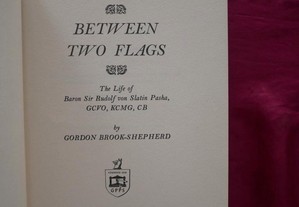 BETWEEN
TWO FLAGS
The Life of
Baron Sir Rudolf von Slatin Pasha,
GCVO, KCMG, CB
by
GORDON BROOK-SHEPHERD